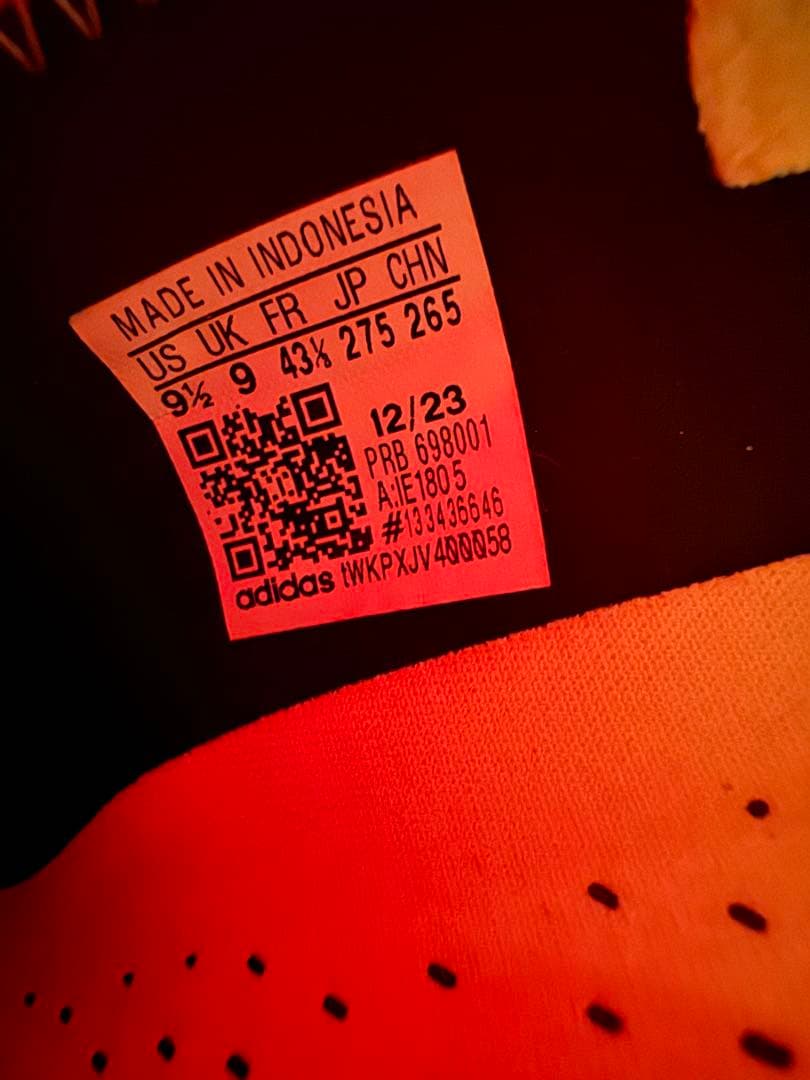 MADE IN INDONESIA
US UK FR JP CHN
9½ 9 43⅓ 275 265
12/23
PRB 698001
A:IE1805
#133436646
adidas tWKPXJV400058